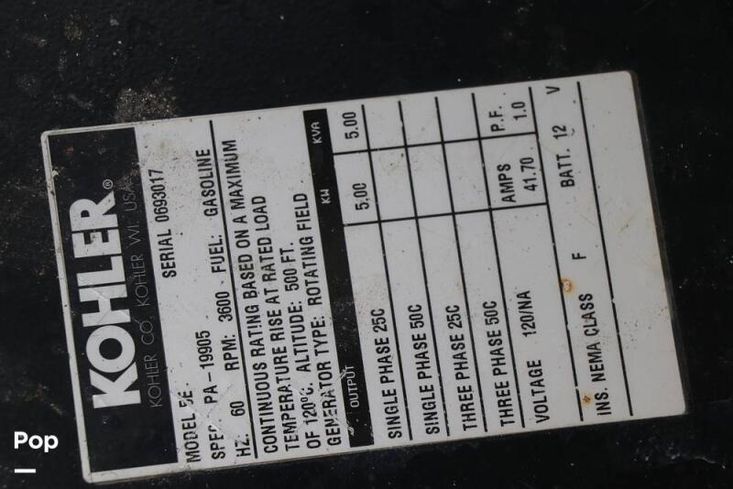 KOHLER®
KOHLER CO. KOHLER WI. USA
MODEL 5E SERIAL 0693017
SPEC. PA-19905
HZ. 60 RPM: 3600 FUEL: GASOLINE
CONTINUOUS RATING BASED ON A MAXIMUM
TEMPERATURE RISE AT RATED LOAD
OF 120ºC. ALTITUDE: 500 FT.
GENERATOR TYPE: ROTATING FIELD
OUTPUT KW KVA
SINGLE PHASE 25C 5.00 5.00
SINGLE PHASE 50C
THREE PHASE 25C
THREE PHASE 50C
VOLTAGE 120/NA AMPS 41.70 P.F. 1.0
INS. NEMA CLASS F BATT. 12 V
Pop